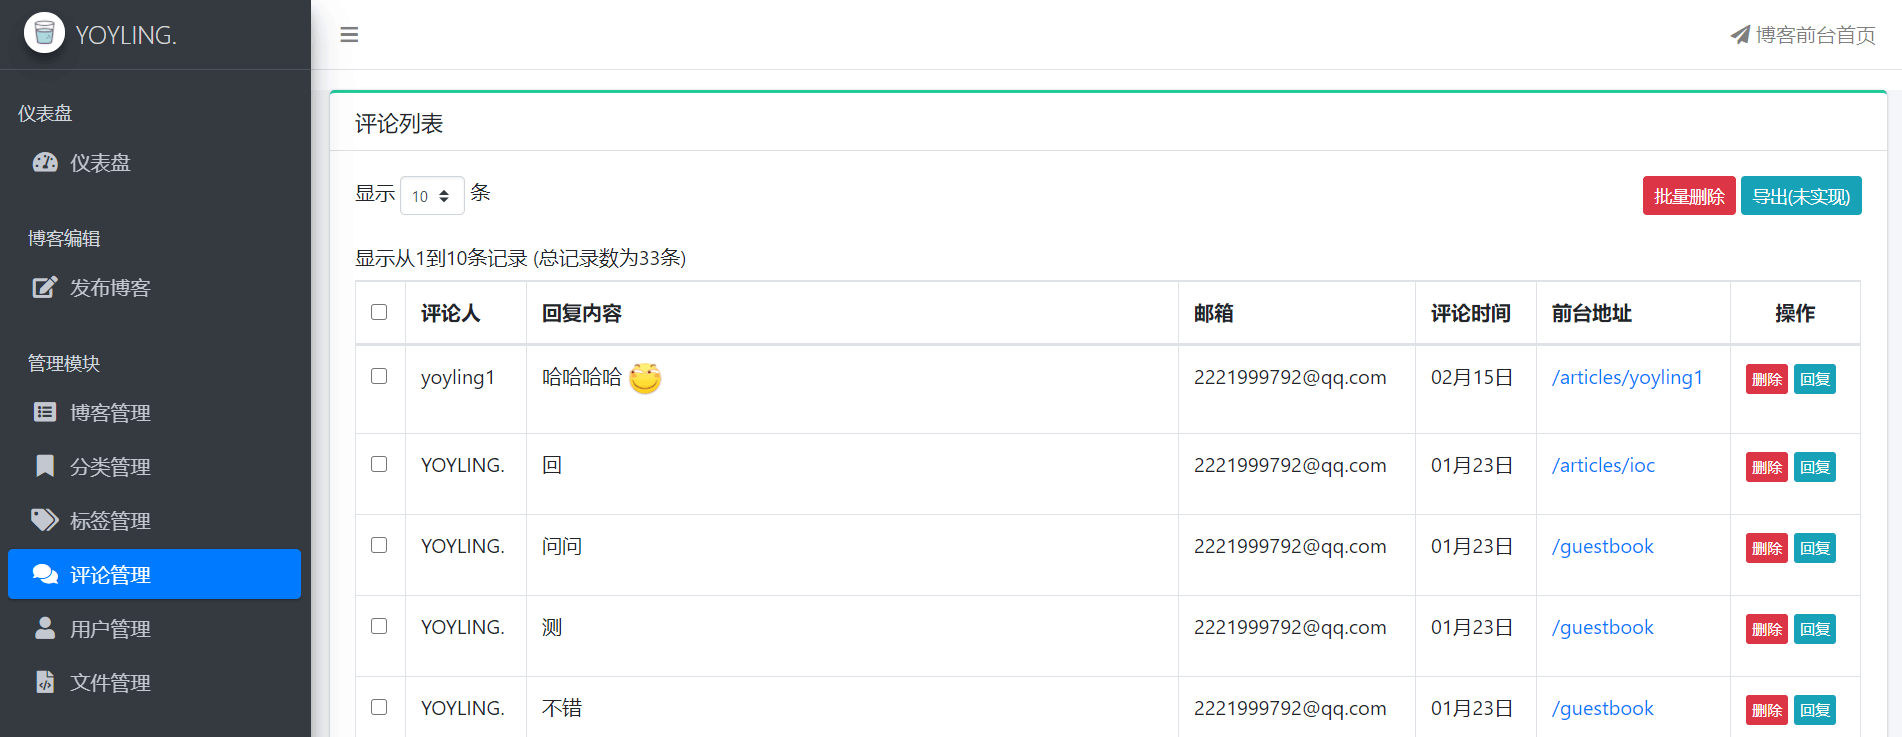 YOYLING.
博客前台首页
仪表盘
仪表盘
博客编辑
发布博客
管理模块
博客管理
分类管理
标签管理
评论管理
用户管理
文件管理
评论列表
显示 10 条
批量删除 导出(未实现)
显示从1到10条记录 (总记录数为33条)
评论人 回复内容 邮箱 评论时间 前台地址 操作
yoyling1 哈哈哈哈 2221999792@qq.com 02月15日 /articles/yoyling1 删除 回复
YOYLING. 回 2221999792@qq.com 01月23日 /articles/ioc 删除 回复
YOYLING. 问问 2221999792@qq.com 01月23日 /guestbook 删除 回复
YOYLING. 测 2221999792@qq.com 01月23日 /guestbook 删除 回复
YOYLING. 不错 2221999792@qq.com 01月23日 /guestbook 删除 回复